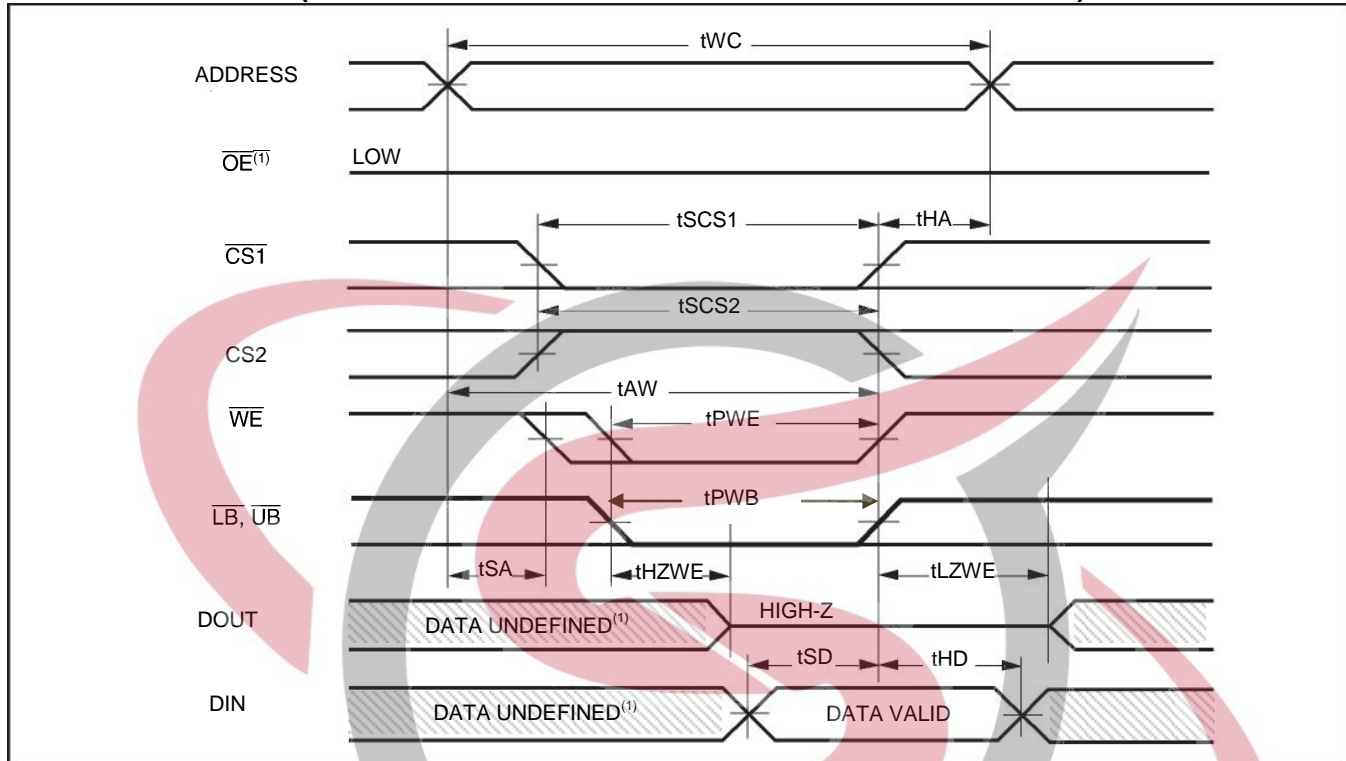 tWC
ADDRESS
OE(1)
LOW
tSCS1
tHA
CS1
tSCS2
CS2
tAW
WE
tPWE
LB, UB
tPWB
tSA
tHZWE
tLZWE
DOUT
DATA UNDEFINED(1)
HIGH-Z
tSD
tHD
DIN
DATA UNDEFINED(1)
DATA VALID